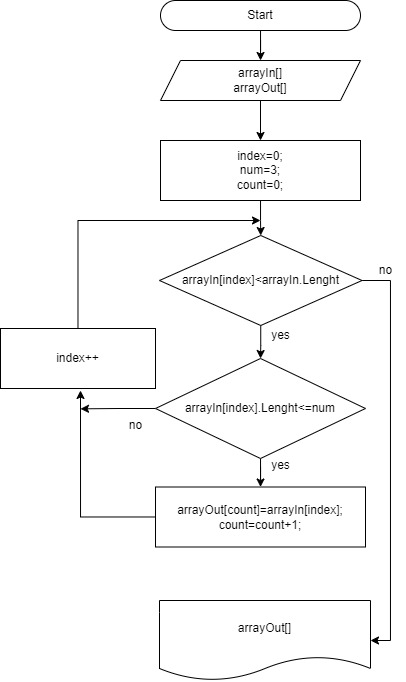 Start
arrayIn[]
arrayOut[]
index=0;
num=3;
count=0;
arrayIn[index]<arrayIn.Lenght
no
yes
index++
arrayIn[index].Lenght<=num
no
yes
arrayOut[count]=arrayIn[index];
count=count+1;
arrayOut[]